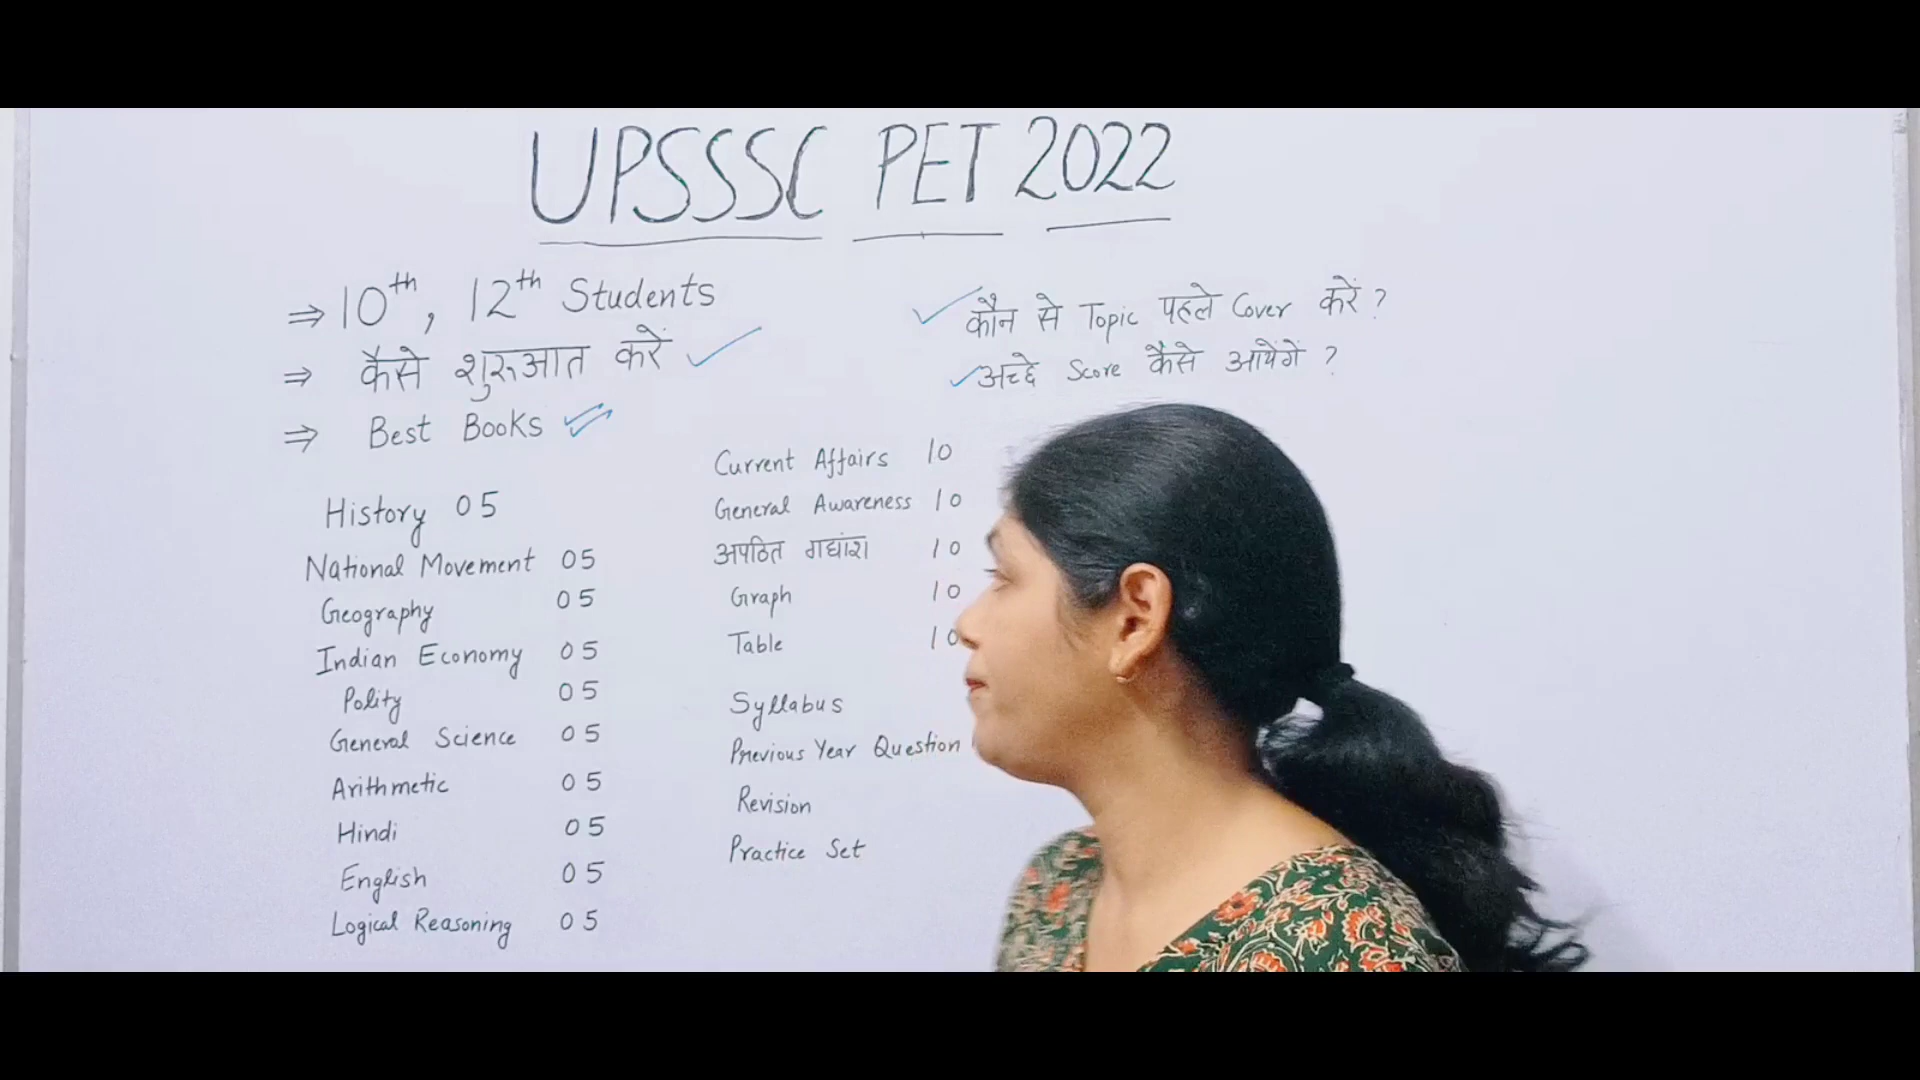 UPSSSC PET 2022
⇒ 10th, 12th Students
⇒ कैसे शुरुआत करें
⇒ Best Books
कौन से Topic पहले Cover करें ?
अच्छे Score कैसे आयेंगें ?
History 05
National Movement 05
Geography 05
Indian Economy 05
Polity 05
General Science 05
Arithmetic 05
Hindi 05
English 05
Logical Reasoning 05
Current Affairs 10
General Awareness 10
अपठित गद्यांश 10
Graph 10
Table 10
Syllabus
Previous Year Question
Revision
Practice Set